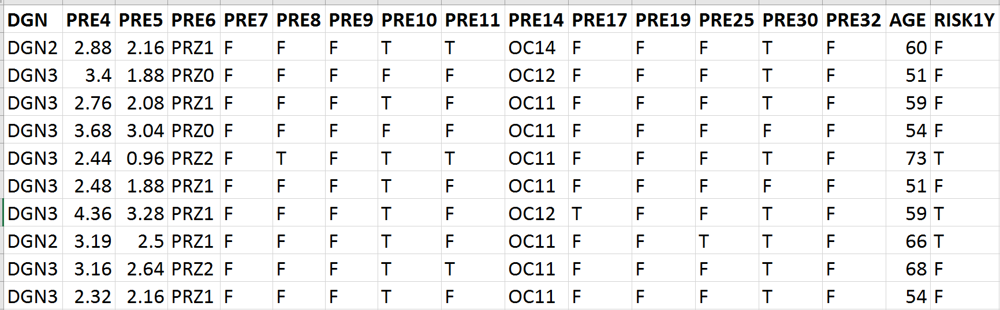 DGN PRE4 PRE5 PRE6 PRE7 PRE8 PRE9 PRE10 PRE11 PRE14 PRE17 PRE19 PRE25 PRE30 PRE32 AGE RISK1Y
DGN2 2.88 2.16 PRZ1 F F F T T OC14 F F F T F 60 F
DGN3 3.4 1.88 PRZ0 F F F F F OC12 F F F T F 51 F
DGN3 2.76 2.08 PRZ1 F F F T F OC11 F F F T F 59 F
DGN3 3.68 3.04 PRZ0 F F F F F OC11 F F F F F 54 F
DGN3 2.44 0.96 PRZ2 F T F T T OC11 F F F T F 73 T
DGN3 2.48 1.88 PRZ1 F F F T F OC11 F F F F F 51 F
DGN3 4.36 3.28 PRZ1 F F F T F OC12 T F F T F 59 T
DGN2 3.19 2.5 PRZ1 F F F T F OC11 F F T T F 66 T
DGN3 3.16 2.64 PRZ2 F F F T T OC11 F F F T F 68 F
DGN3 2.32 2.16 PRZ1 F F F T F OC11 F F F T F 54 F